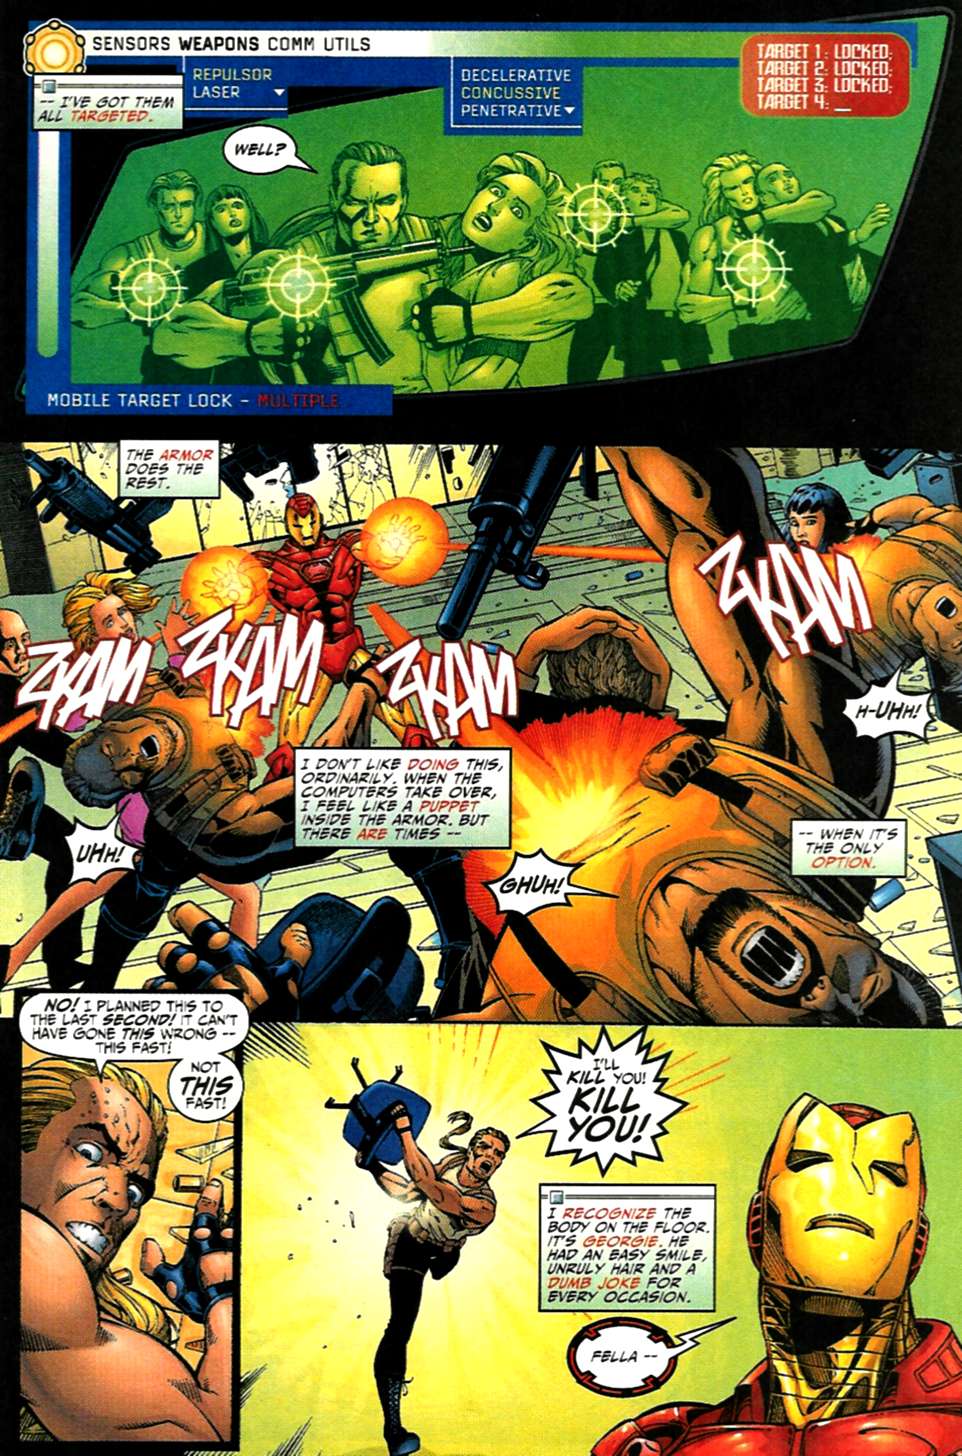 SENSORS WEAPONS COMM UTILS
-- I'VE GOT THEM
ALL TARGETED.
REPULSOR
LASER
DECELERATIVE
CONCUSSIVE
PENETRATIVE
TARGET 1: LOCKED;
TARGET 2: LOCKED;
TARGET 3: LOCKED;
TARGET 4: __
WELL?
MOBILE TARGET LOCK - MULTIPLE.
THE ARMOR
DOES THE
REST.
ZKAM
ZKAM
ZKAM
ZKAM
H-UHH!
I DON'T LIKE DOING THIS,
ORDINARILY. WHEN THE
COMPUTERS TAKE OVER,
I FEEL LIKE A PUPPET
INSIDE THE ARMOR. BUT
THERE ARE TIMES --
UHH!
GHUH!
-- WHEN IT'S
THE ONLY
OPTION.
NO! I PLANNED THIS TO
THE LAST SECOND! IT CAN'T
HAVE GONE THIS WRONG --
THIS FAST!
NOT
THIS
FAST!
I'LL
KILL YOU!
KILL
YOU!
I RECOGNIZE THE
BODY ON THE FLOOR.
IT'S GEORGIE. HE
HAD AN EASY SMILE,
UNRULY HAIR AND A
DUMB JOKE FOR
EVERY OCCASION.
FELLA --